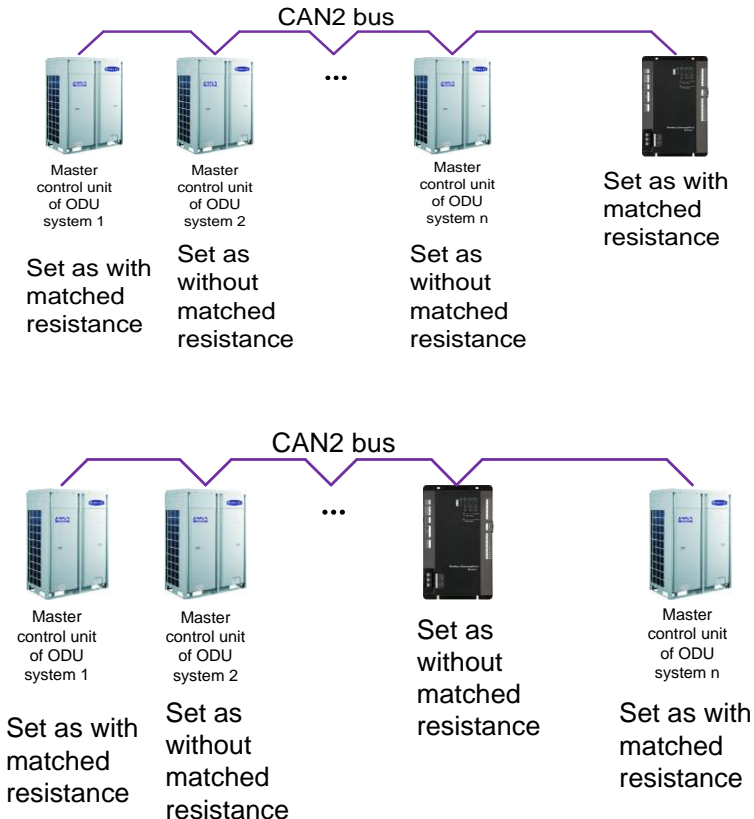 CAN2 bus
...
Master
control unit
of ODU
system 1
Master
control unit
of ODU
system 2
Master
control unit
of ODU
system n
Set as with
matched
resistance
Set as
without
matched
resistance
Set as
without
matched
resistance
Set as with
matched
resistance
CAN2 bus
...
Master
control unit
of ODU
system 1
Master
control unit
of ODU
system 2
Set as
without
matched
resistance
Master
control unit
of ODU
system n
Set as with
matched
resistance
Set as
without
matched
resistance
Set as with
matched
resistance